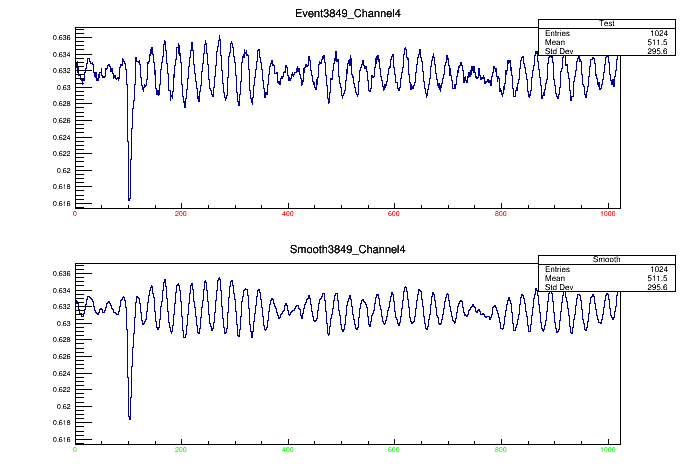 Event3849_Channel4
Test
Entries 1024
Mean 511.5
Std Dev 295.6
0.636
0.634
0.632
0.63
0.628
0.626
0.624
0.622
0.62
0.618
0.616
0 200 400 600 800 1000
Smooth3849_Channel4
Smooth
Entries 1024
Mean 511.5
Std Dev 295.6
0.636
0.634
0.632
0.63
0.628
0.626
0.624
0.622
0.62
0.618
0.616
0 200 400 600 800 1000